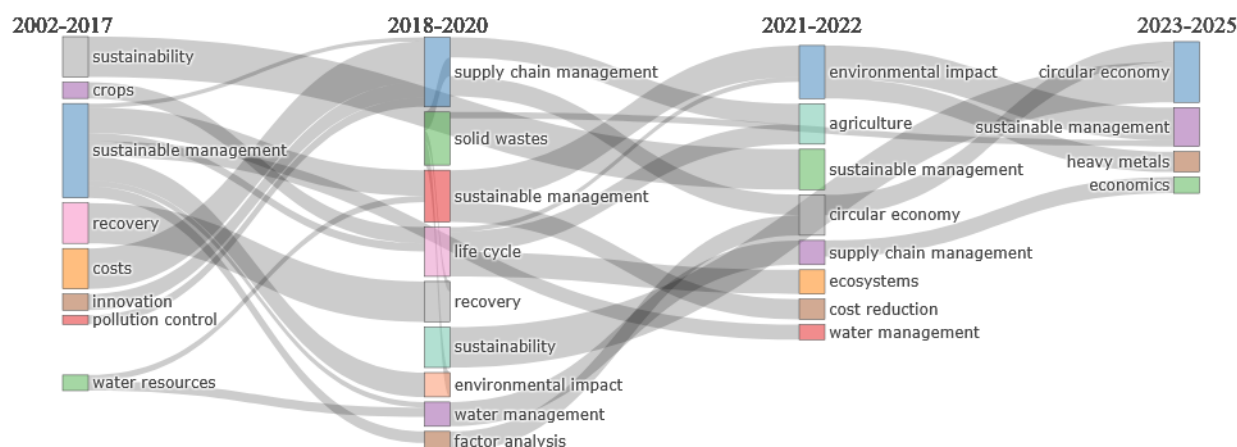 2002-2017
2018-2020
2021-2022
2023-2025
sustainability
crops
sustainable management
recovery
costs
innovation
pollution control
water resources
supply chain management
solid wastes
sustainable management
life cycle
recovery
sustainability
environmental impact
water management
factor analysis
environmental impact
agriculture
sustainable management
circular economy
supply chain management
ecosystems
cost reduction
water management
circular economy
sustainable management
heavy metals
economics